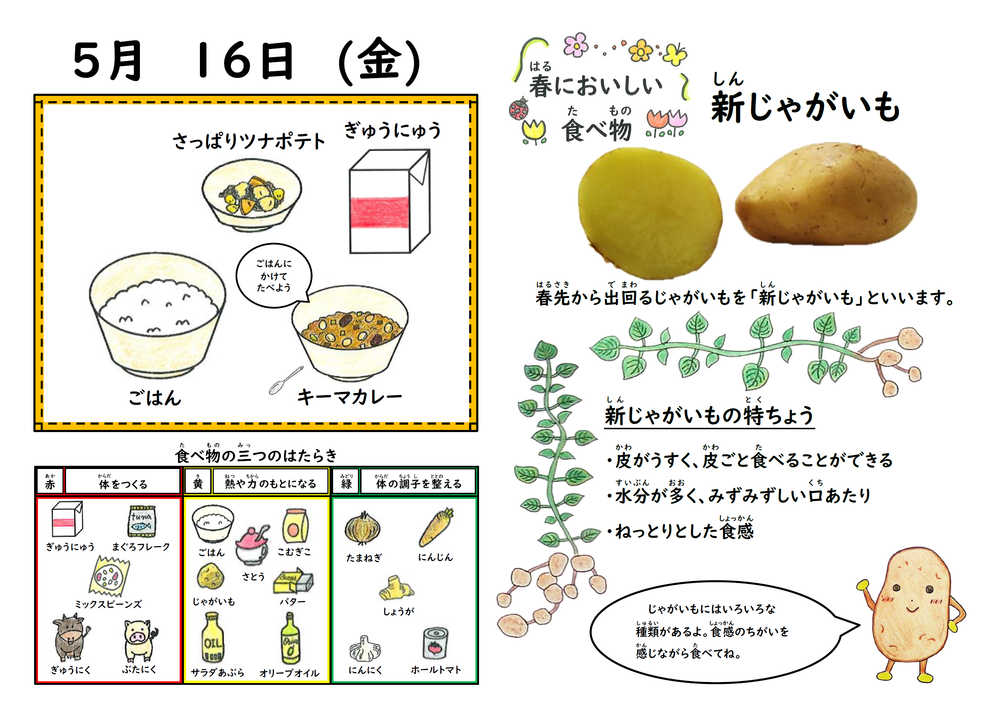 5月 16日 (金)
さっぱりツナポテト
ぎゅうにゅう
ごはんに
かけて
たべよう
ごはん
キーマカレー
食べ物の三つのはたらき
た もの みっ
赤 体をつくる
あか からだ
黄 熱や力のもとになる
き ねつ ちから
緑 体の調子を整える
みどり からだ ちょう し ととの
tuna
ぎゅうにゅう
まぐろフレーク
ミックスビーンズ
ぎゅうにく
ぶたにく
ごはん
さとう
こむぎこ
じゃがいも
バター
OIL
サラダあぶら
オリーブオイル
たまねぎ
にんじん
しょうが
にんにく
ホールトマト
はる
春においしい
た もの
食べ物
しん
新じゃがいも
はるさき で まわ しん
春先から出回るじゃがいもを「新じゃがいも」といいます。
しん とく
新じゃがいもの特ちょう
かわ かわ た
・皮がうすく、皮ごと食べることができる
すいぶん おお くち
・水分が多く、みずみずしい口あたり
しょっかん
・ねっとりとした食感
じゃがいもにはいろいろな
しゅるい しょっかん
種類があるよ。食感のちがいを
かん た
感じながら食べてね。